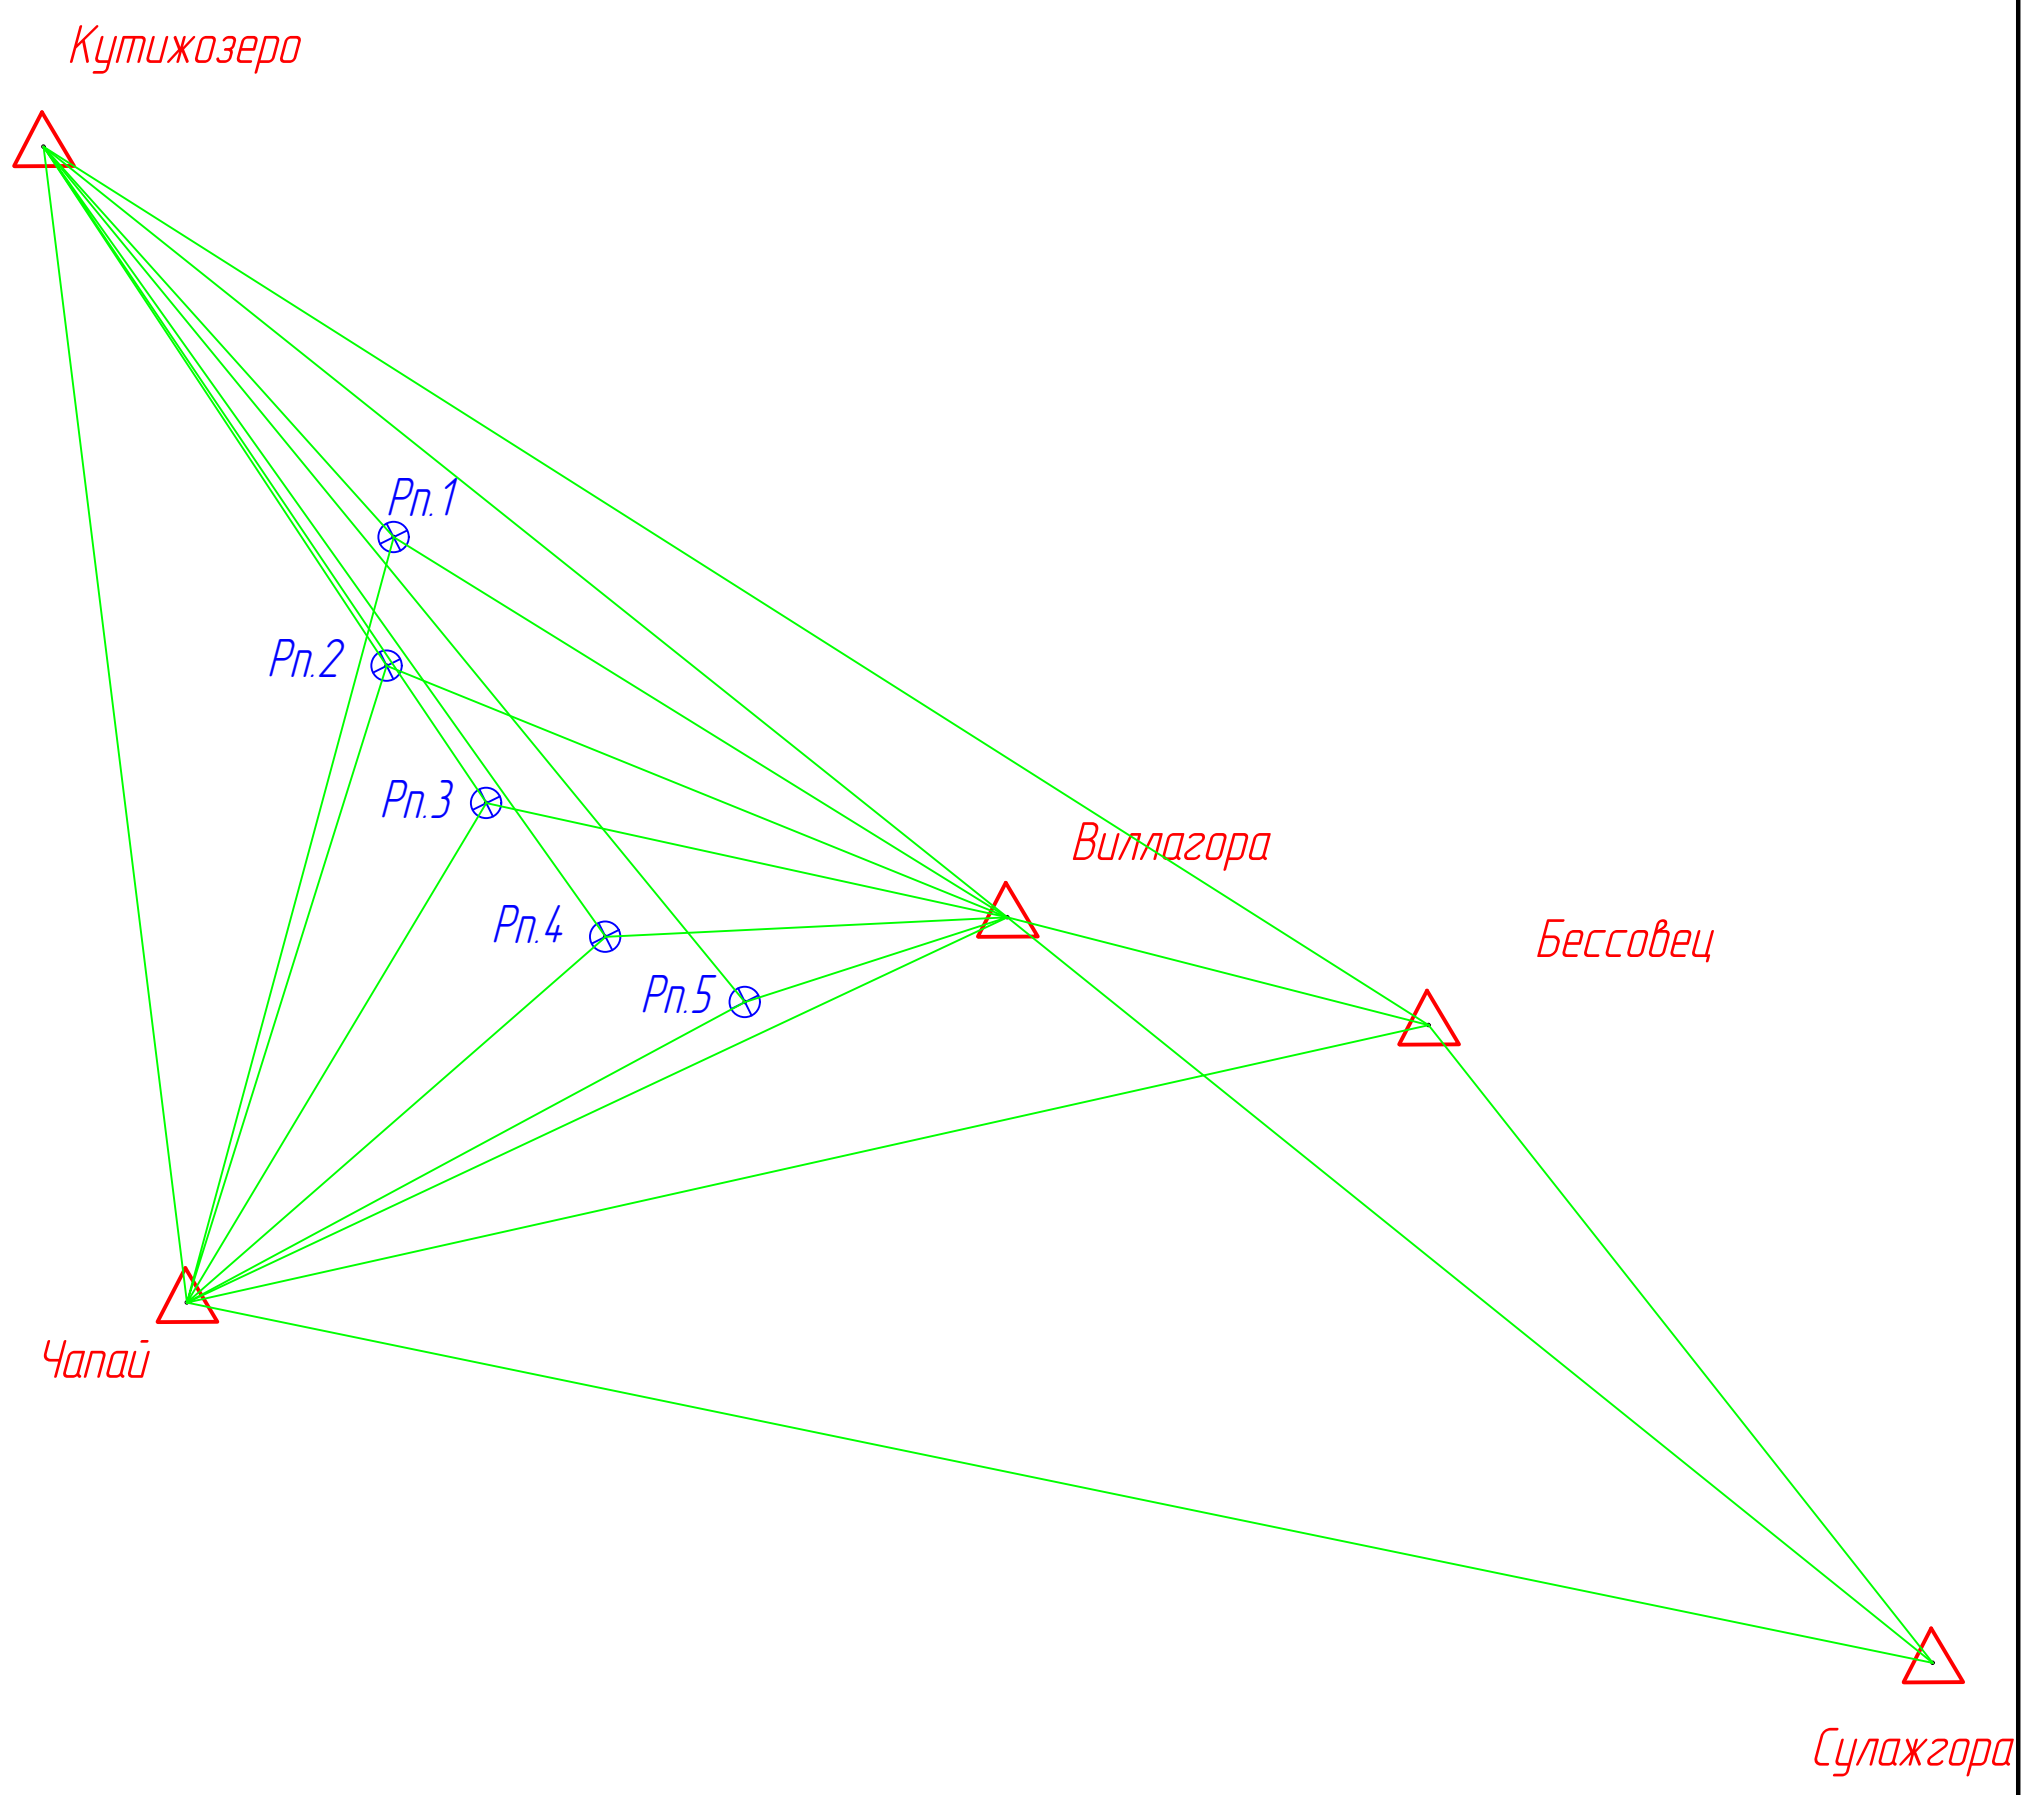 Кутижозеро
Рп.1
Рп.2
Рп.3
Виллагора
Рп.4
Бессовец
Рп.5
Чапай
Сулажгора